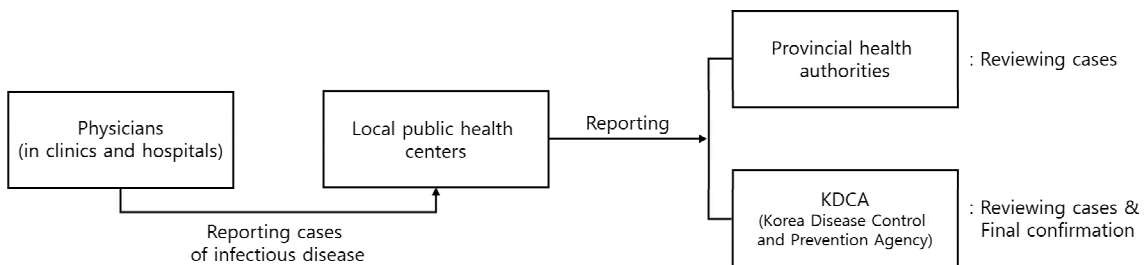 Physicians
(in clinics and hospitals)
Reporting cases
of infectious disease
Local public health
centers
Reporting
Provincial health
authorities
: Reviewing cases
KDCA
(Korea Disease Control
and Prevention Agency)
: Reviewing cases &
Final confirmation